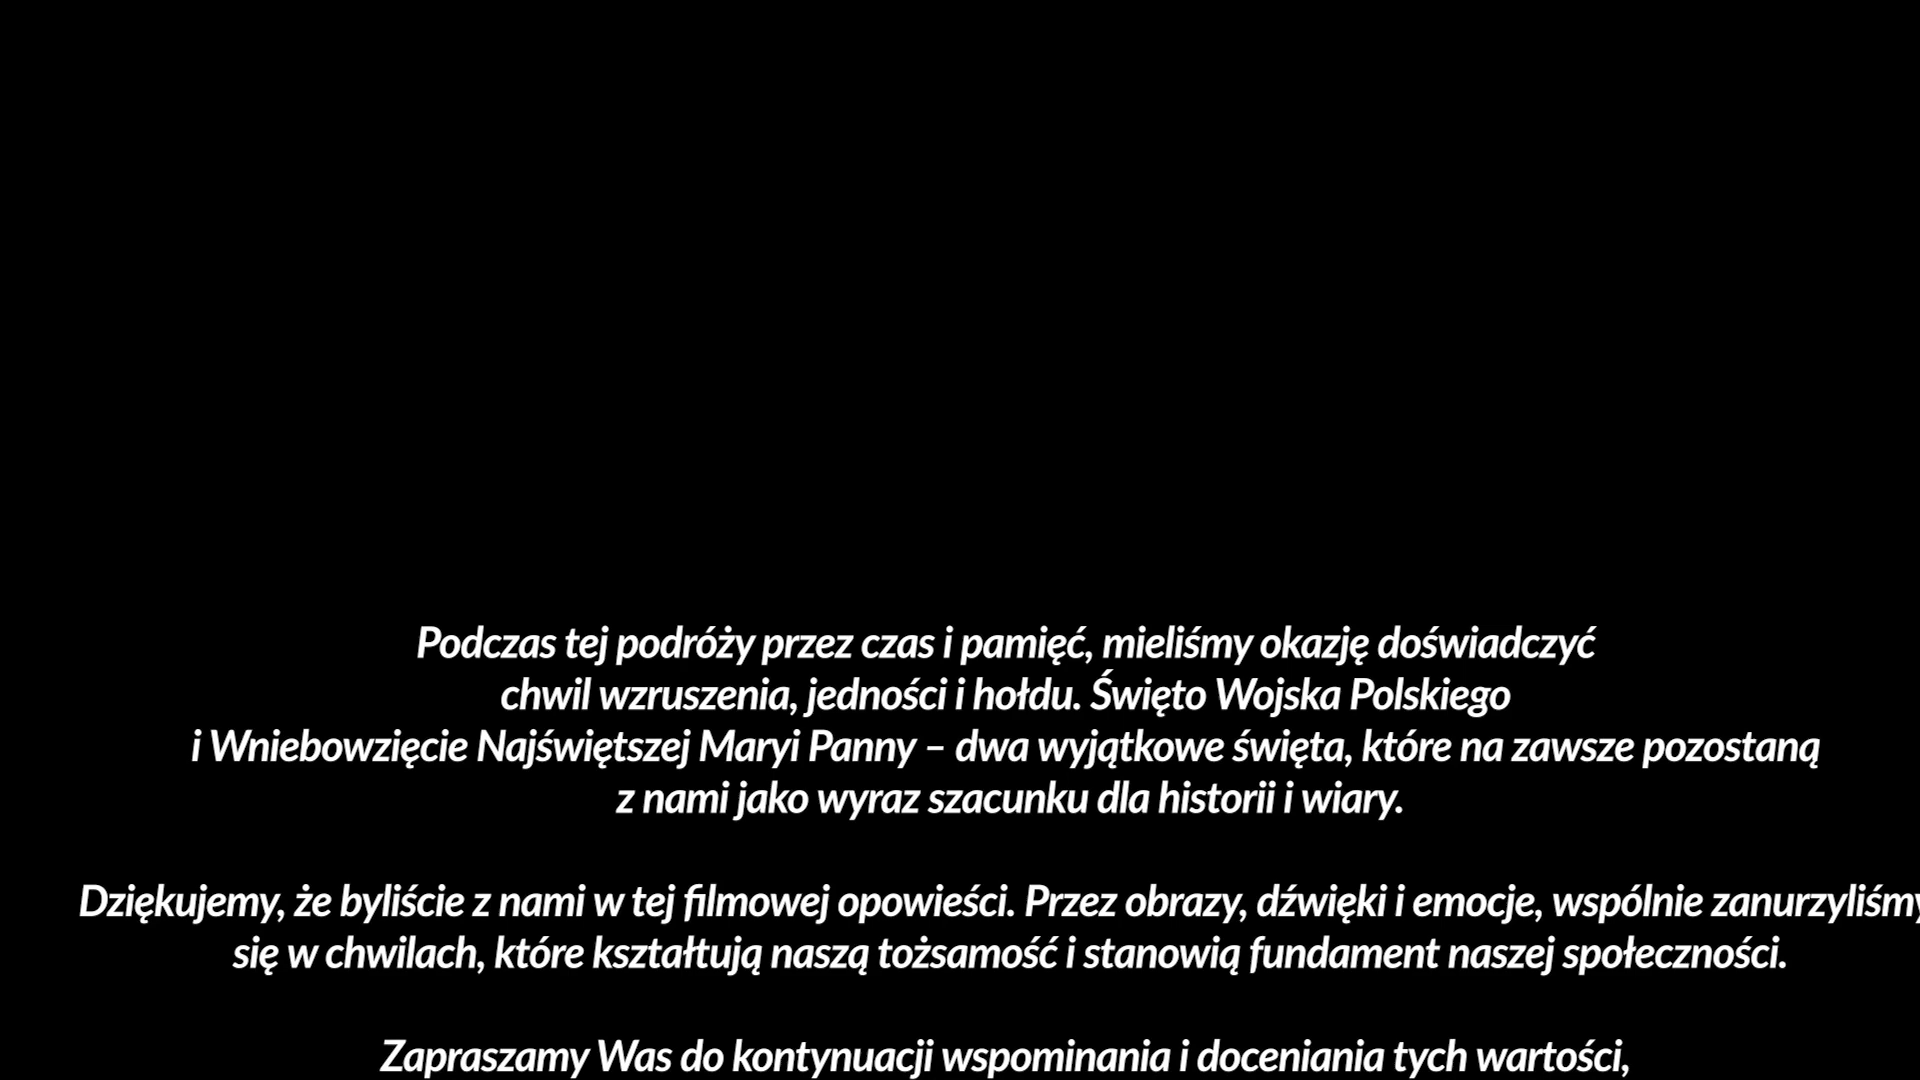 Podczas tej podróży przez czas i pamięć, mieliśmy okazję doświadczyć
chwil wzruszenia, jedności i hołdu. Święto Wojska Polskiego
i Wniebowzięcie Najświętszej Maryi Panny – dwa wyjątkowe święta, które na zawsze pozostaną
z nami jako wyraz szacunku dla historii i wiary.
Dziękujemy, że byliście z nami w tej filmowej opowieści. Przez obrazy, dźwięki i emocje, wspólnie zanurzyliśmy
się w chwilach, które kształtują naszą tożsamość i stanowią fundament naszej społeczności.
Zapraszamy Was do kontynuacji wspominania i doceniania tych wartości,